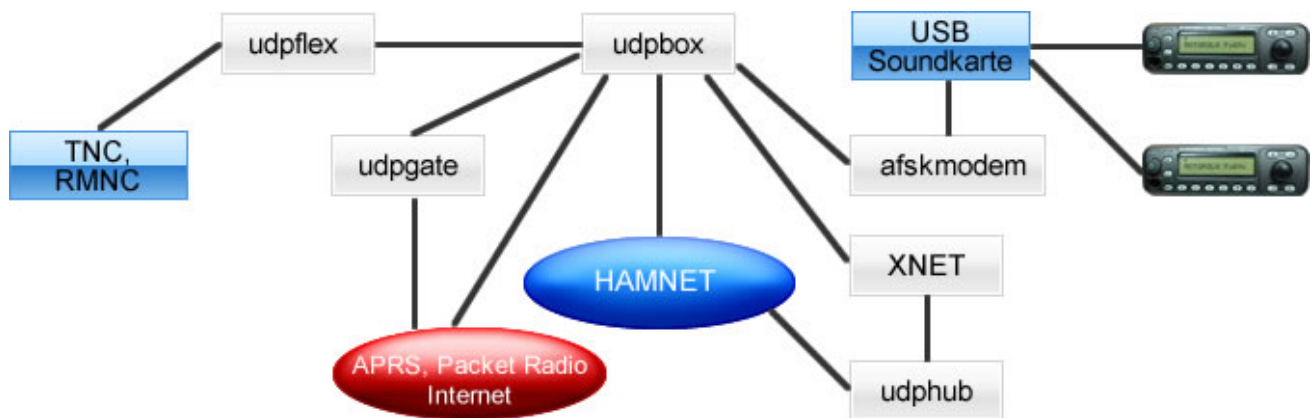 udpflex
udpbox
USB
Soundkarte
TNC,
RMNC
udpgate
afskmodem
HAMNET
XNET
APRS, Packet Radio
Internet
udphub